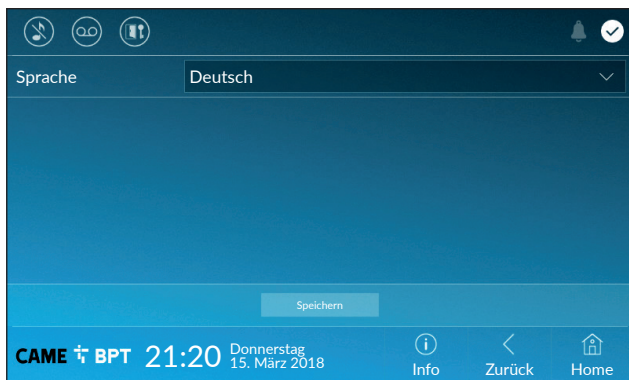 Sprache Deutsch
Speichern
CAME BPT 21:20 Donnerstag
15. März 2018
Info Zurück Home